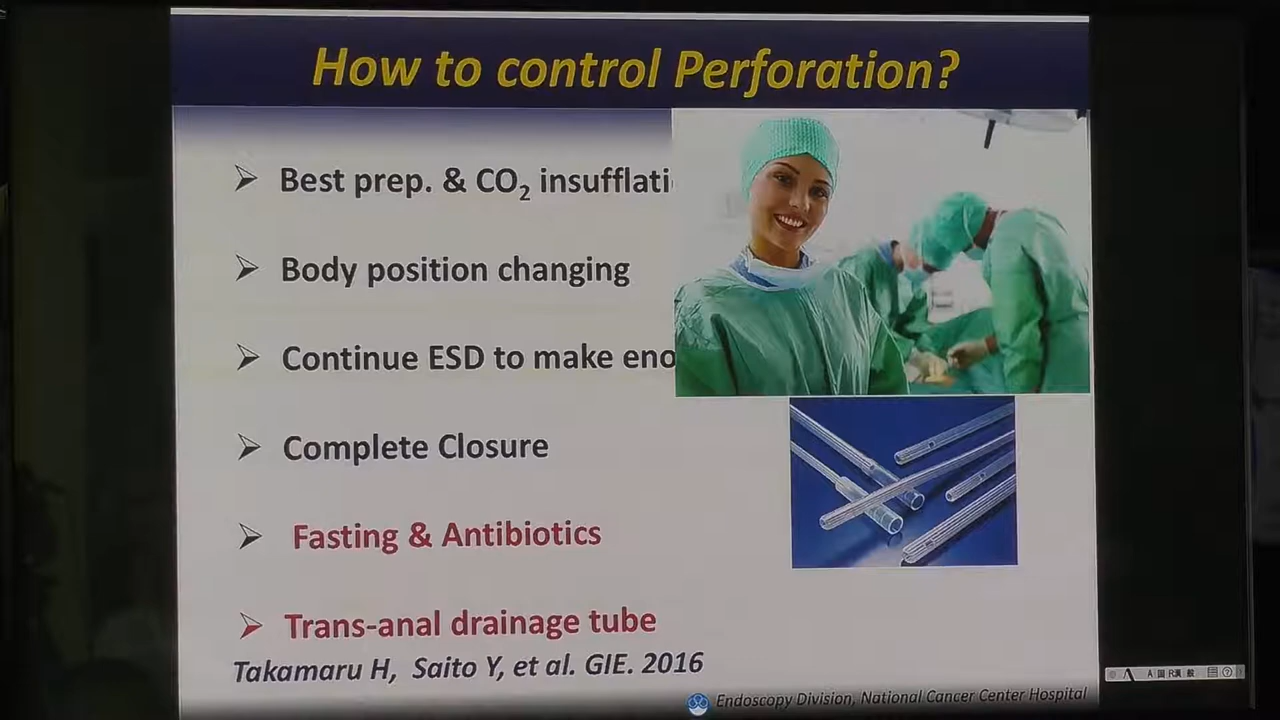 How to control Perforation?
Best prep. & CO₂ insufflati
Body position changing
Continue ESD to make eno
Complete Closure
Fasting & Antibiotics
Trans-anal drainage tube
Takamaru H, Saito Y, et al. GIE. 2016
Endoscopy Division, National Cancer Center Hospital